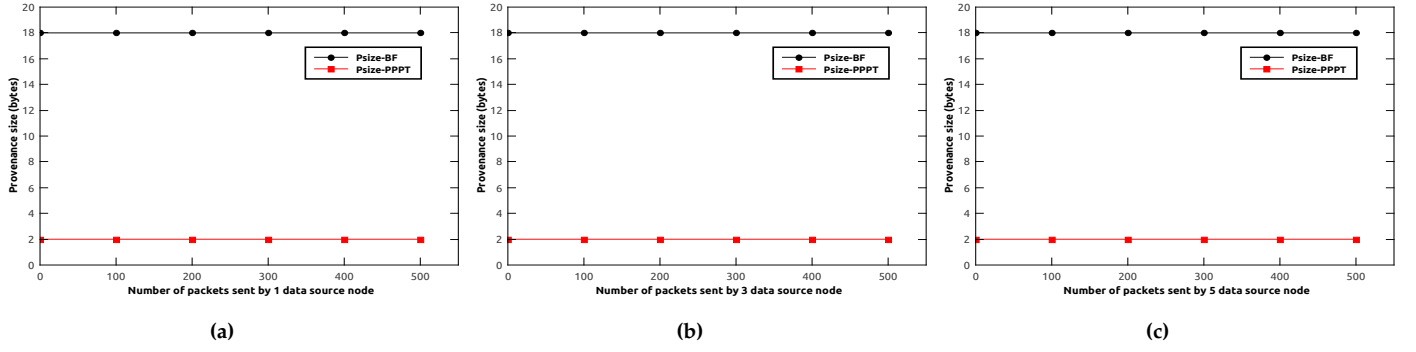 20
18
16
14
12
10
8
6
4
2
0
Provenance size (bytes)
Psize-BF
Psize-PPPT
0 100 200 300 400 500
Number of packets sent by 1 data source node
(a)
20
18
16
14
12
10
8
6
4
2
0
Provenance size (bytes)
Psize-BF
Psize-PPPT
0 100 200 300 400 500
Number of packets sent by 3 data source node
(b)
20
18
16
14
12
10
8
6
4
2
0
Provenance size (bytes)
Psize-BF
Psize-PPPT
0 100 200 300 400 500
Number of packets sent by 5 data source node
(c)